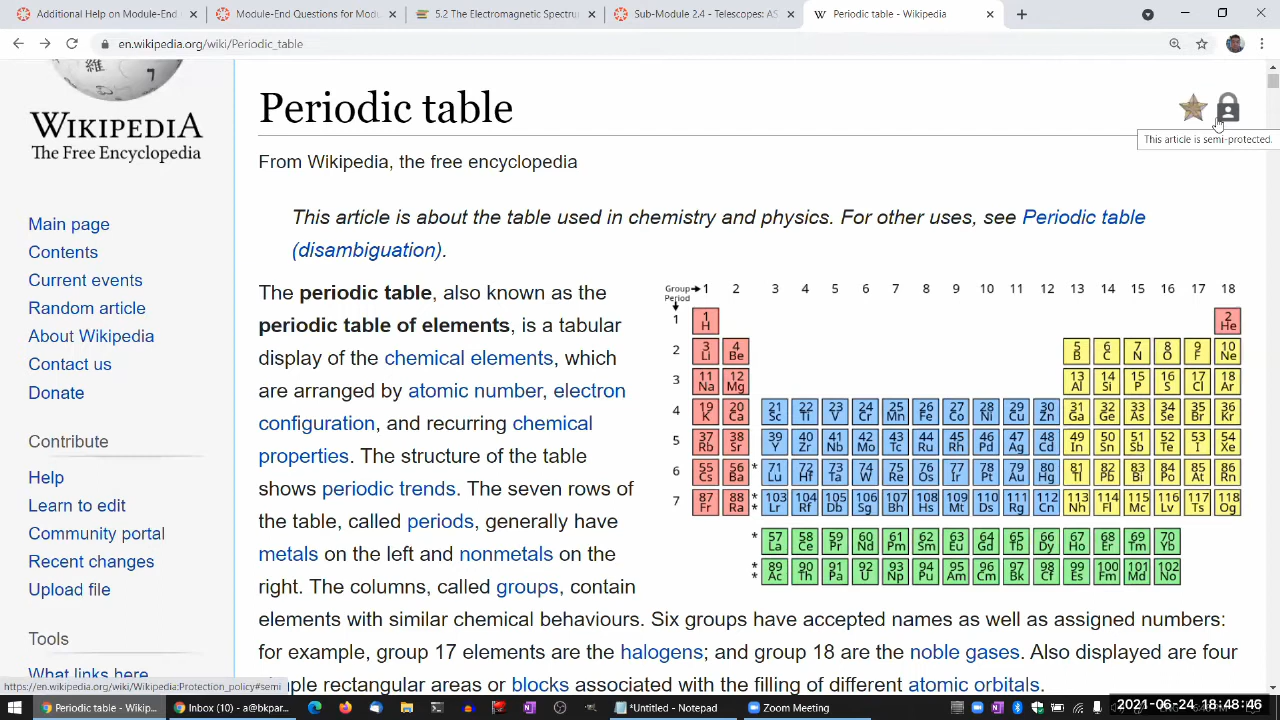 Additional Help on Module-End
Module-End Questions for Modu
5.2 The Electromagnetic Spectru
Sub-Module 2.4 - Telescopes: AS
Periodic table - Wikipedia
en.wikipedia.org/wiki/Periodic_table
羅
WIKIPEDIA
The Free Encyclopedia
Main page
Contents
Current events
Random article
About Wikipedia
Contact us
Donate
Contribute
Help
Learn to edit
Community portal
Recent changes
Upload file
Tools
What links here
https://en.wikipedia.org/wiki/Wikipedia:Protection_policy#semi
Periodic table
This article is semi-protected.
From Wikipedia, the free encyclopedia
This article is about the table used in chemistry and physics. For other uses, see Periodic table
(disambiguation).
The periodic table, also known as the
periodic table of elements, is a tabular
display of the chemical elements, which
are arranged by atomic number, electron
configuration, and recurring chemical
properties. The structure of the table
shows periodic trends. The seven rows of
the table, called periods, generally have
metals on the left and nonmetals on the
right. The columns, called groups, contain
elements with similar chemical behaviours. Six groups have accepted names as well as assigned numbers:
for example, group 17 elements are the halogens; and group 18 are the noble gases. Also displayed are four
simple rectangular areas or blocks associated with the filling of different atomic orbitals.
Group 1 2 3 4 5 6 7 8 9 10 11 12 13 14 15 16 17 18
Period
1 1 2
H He
2 3 4 5 6 7 8 9 10
Li Be B C N O F Ne
3 11 12 13 14 15 16 17 18
Na Mg Al Si P S Cl Ar
4 19 20 21 22 23 24 25 26 27 28 29 30 31 32 33 34 35 36
K Ca Sc Ti V Cr Mn Fe Co Ni Cu Zn Ga Ge As Se Br Kr
5 37 38 39 40 41 42 43 44 45 46 47 48 49 50 51 52 53 54
Rb Sr Y Zr Nb Mo Tc Ru Rh Pd Ag Cd In Sn Sb Te I Xe
6 55 56 * 71 72 73 74 75 76 77 78 79 80 81 82 83 84 85 86
Cs Ba Lu Hf Ta W Re Os Ir Pt Au Hg Tl Pb Bi Po At Rn
7 87 88 * 103 104 105 106 107 108 109 110 111 112 113 114 115 116 117 118
Fr Ra * Lr Rf Db Sg Bh Hs Mt Ds Rg Cn Nh Fl Mc Lv Ts Og
* 57 58 59 60 61 62 63 64 65 66 67 68 69 70
La Ce Pr Nd Pm Sm Eu Gd Tb Dy Ho Er Tm Yb
* 89 90 91 92 93 94 95 96 97 98 99 100 101 102
* Ac Th Pa U Np Pu Am Cm Bk Cf Es Fm Md No
Periodic table - Wikip...
Inbox (10) - a@bkpar...
*Untitled - Notepad
Zoom Meeting
2021-06-24 18:48:46